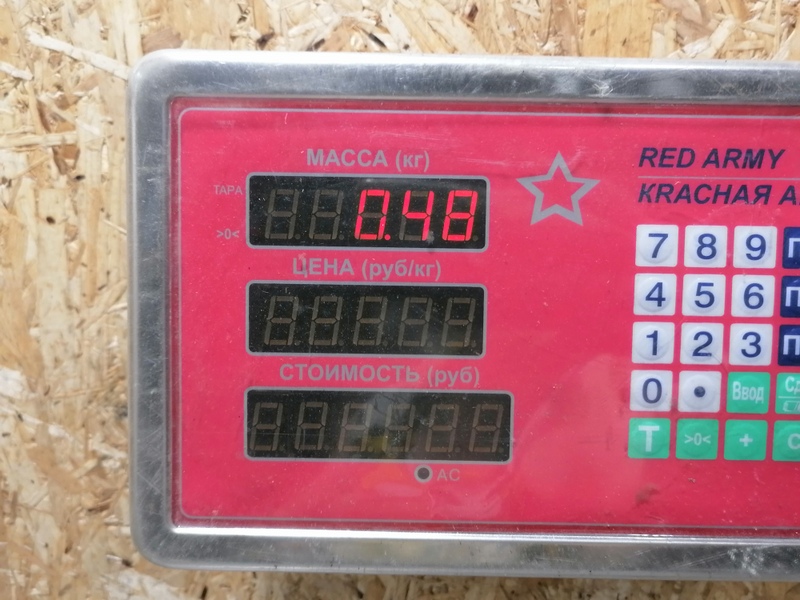 МАССА (кг)
ТАРА
0.48
>0<
ЦЕНА (руб/кг)
СТОИМОСТЬ (руб)
AC
RED ARMY
КRАСНАЯ
7 8 9
4 5 6
1 2 3
0 • Ввод
T >0< + C